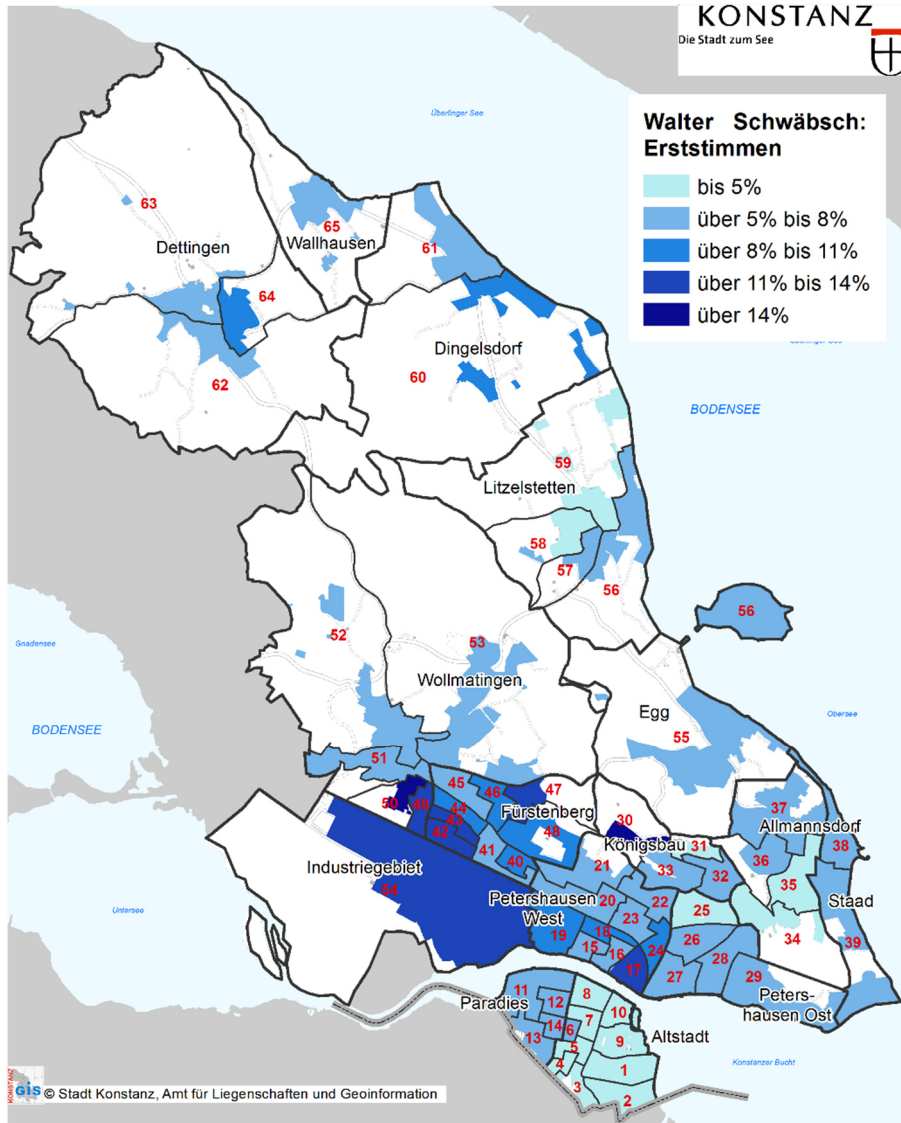 KONSTANZ
Die Stadt zum See
Überlinger See
Walter Schwäbsch:
Erststimmen
bis 5%
über 5% bis 8%
über 8% bis 11%
über 11% bis 14%
über 14%
63
65
61
Dettingen
Wallhausen
64
Überlinger See
Dingelsdorf
60
62
BODENSEE
59
Litzelstetten
58
57
56
56
52
53
Gnadensee
Wollmatingen
Egg
Obersee
BODENSEE
55
51
45
46
47
50
49
44
43
42
Fürstenberg
48
30
37
Allmannsdorf
Königsbau
31
38
41
40
21
33
32
36
Industriegebiet
54
35
Petershausen
West
20
22
25
Staad
Untersee
19
18
23
26
34
15
16
24
28
39
17
27
29
Peters-
hausen Ost
11
8
Paradies
12
10
7
14
6
Altstadt
13
5
9
4
1
Konstanzer Bucht
3
2
KONSTANZ
GIS
© Stadt Konstanz, Amt für Liegenschaften und Geoinformation